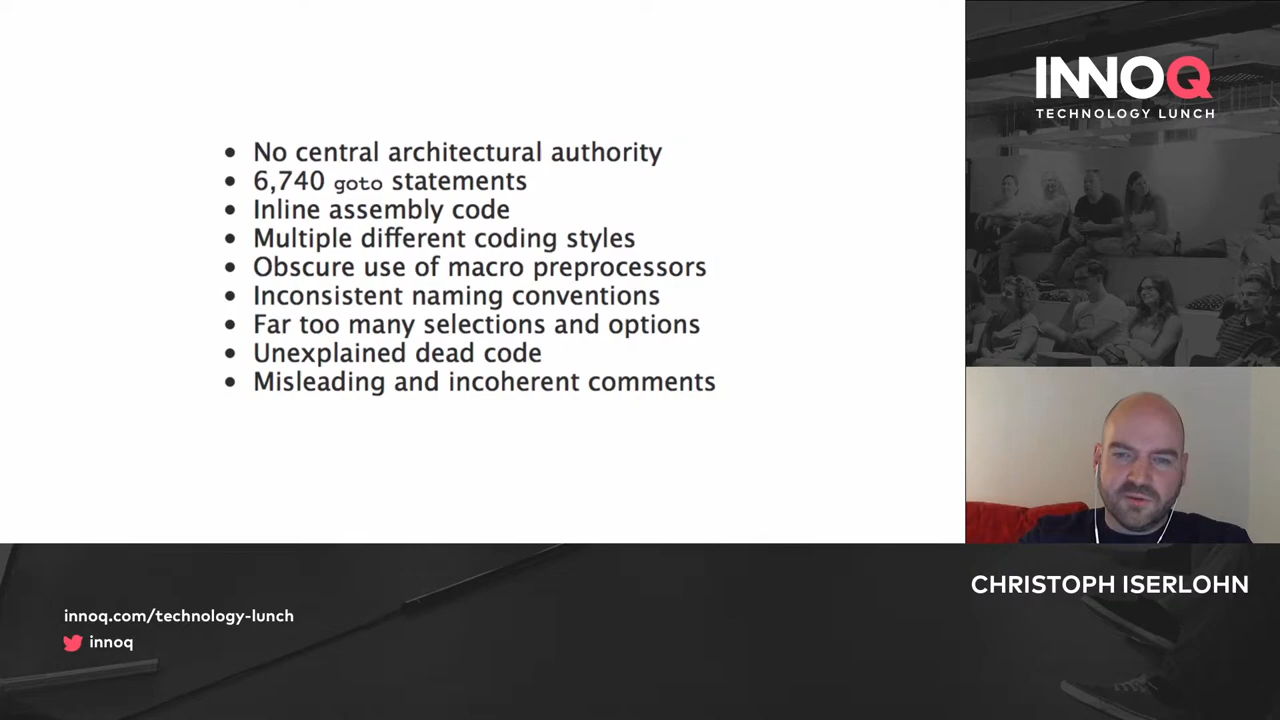 • No central architectural authority
• 6,740 goto statements
• Inline assembly code
• Multiple different coding styles
• Obscure use of macro preprocessors
• Inconsistent naming conventions
• Far too many selections and options
• Unexplained dead code
• Misleading and incoherent comments
INNOQ
TECHNOLOGY LUNCH
CHRISTOPH ISERLOHN
innoq.com/technology-lunch
innoq